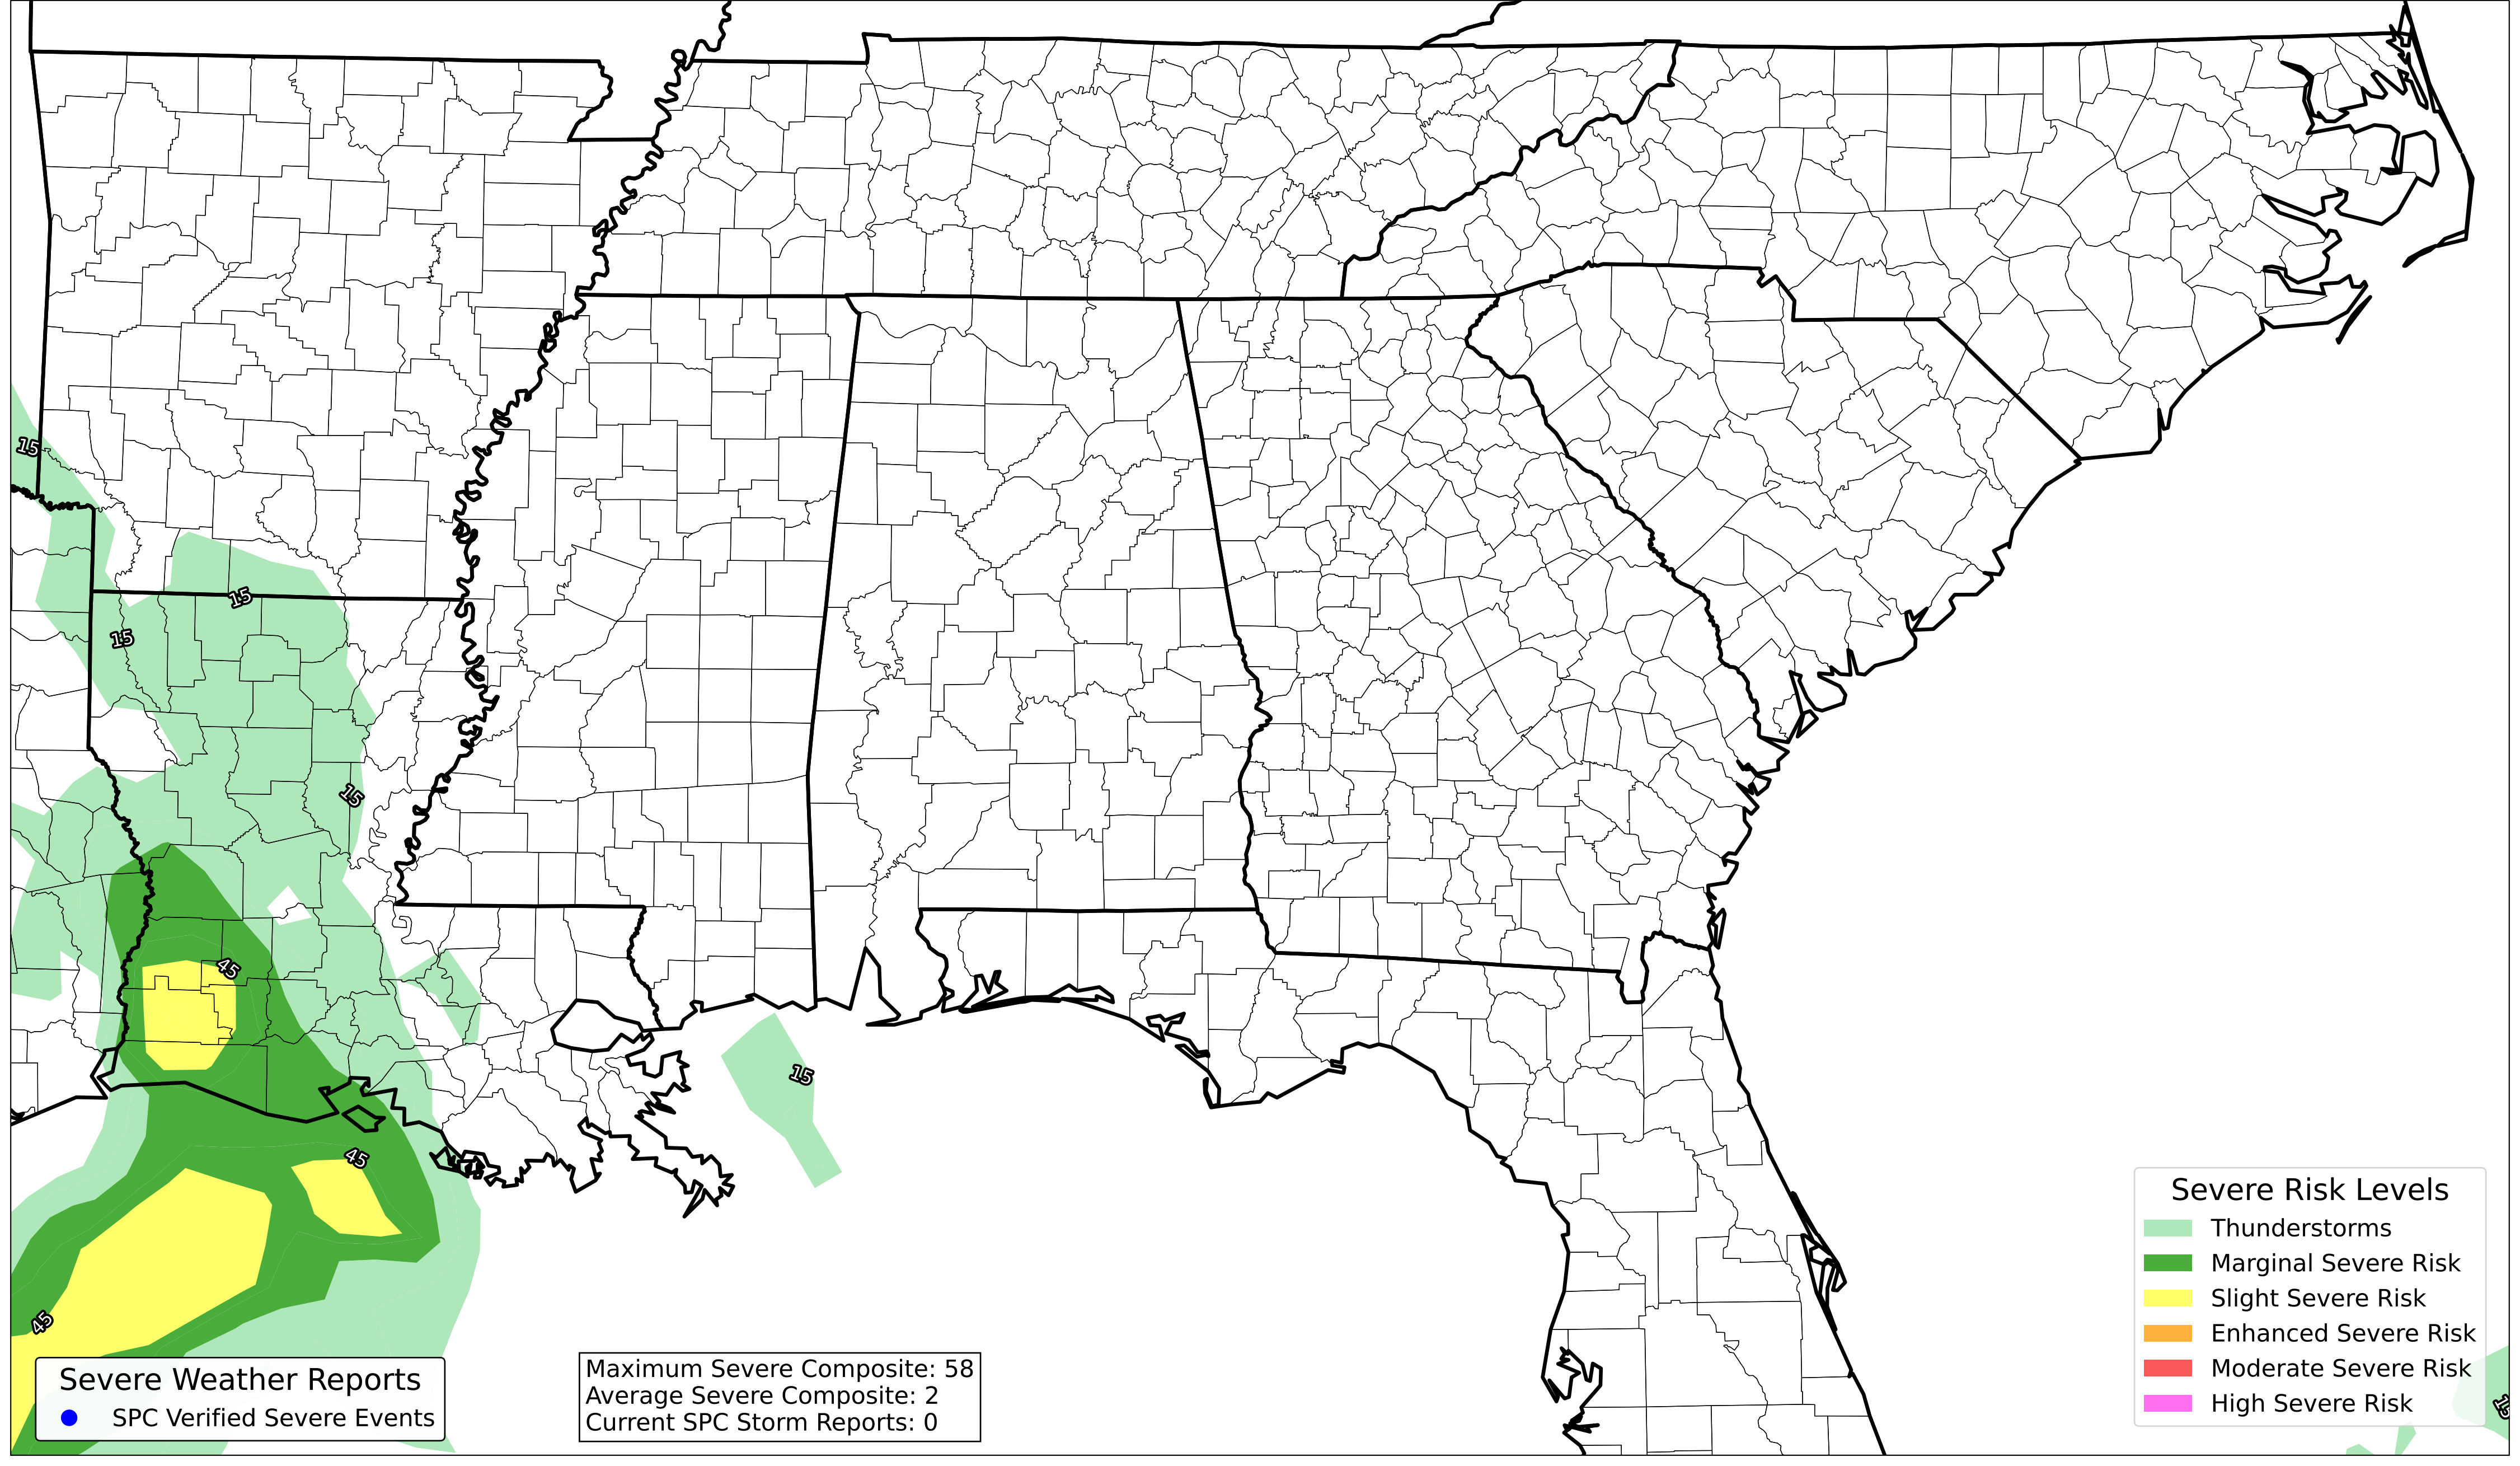 15
15
15
15
45
15
45
45
Severe Weather Reports
SPC Verified Severe Events
Maximum Severe Composite: 58
Average Severe Composite: 2
Current SPC Storm Reports: 0
Severe Risk Levels
Thunderstorms
Marginal Severe Risk
Slight Severe Risk
Enhanced Severe Risk
Moderate Severe Risk
High Severe Risk